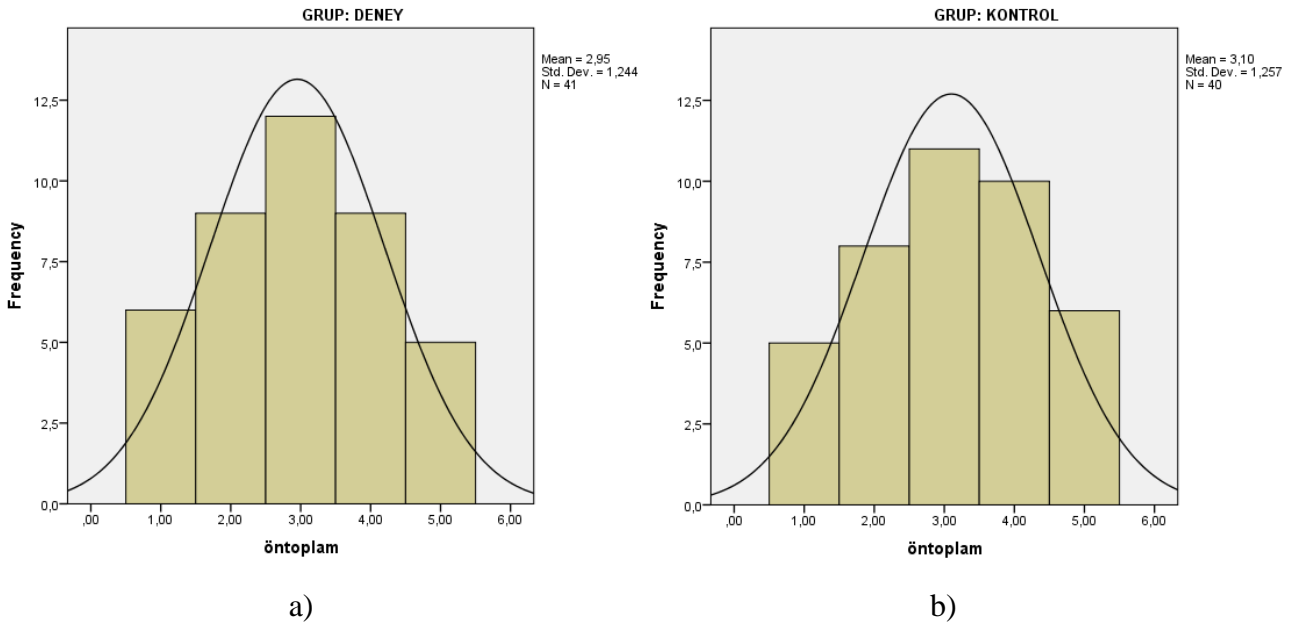 GRUP: DENEY
Mean = 2,95
Std. Dev. = 1,244
N = 41
Frequency
12,5
10,0
7,5
5,0
2,5
0,0
,00 1,00 2,00 3,00 4,00 5,00 6,00
öntoplam
a)
GRUP: KONTROL
Mean = 3,10
Std. Dev. = 1,257
N = 40
Frequency
12,5
10,0
7,5
5,0
2,5
0,0
,00 1,00 2,00 3,00 4,00 5,00 6,00
öntoplam
b)